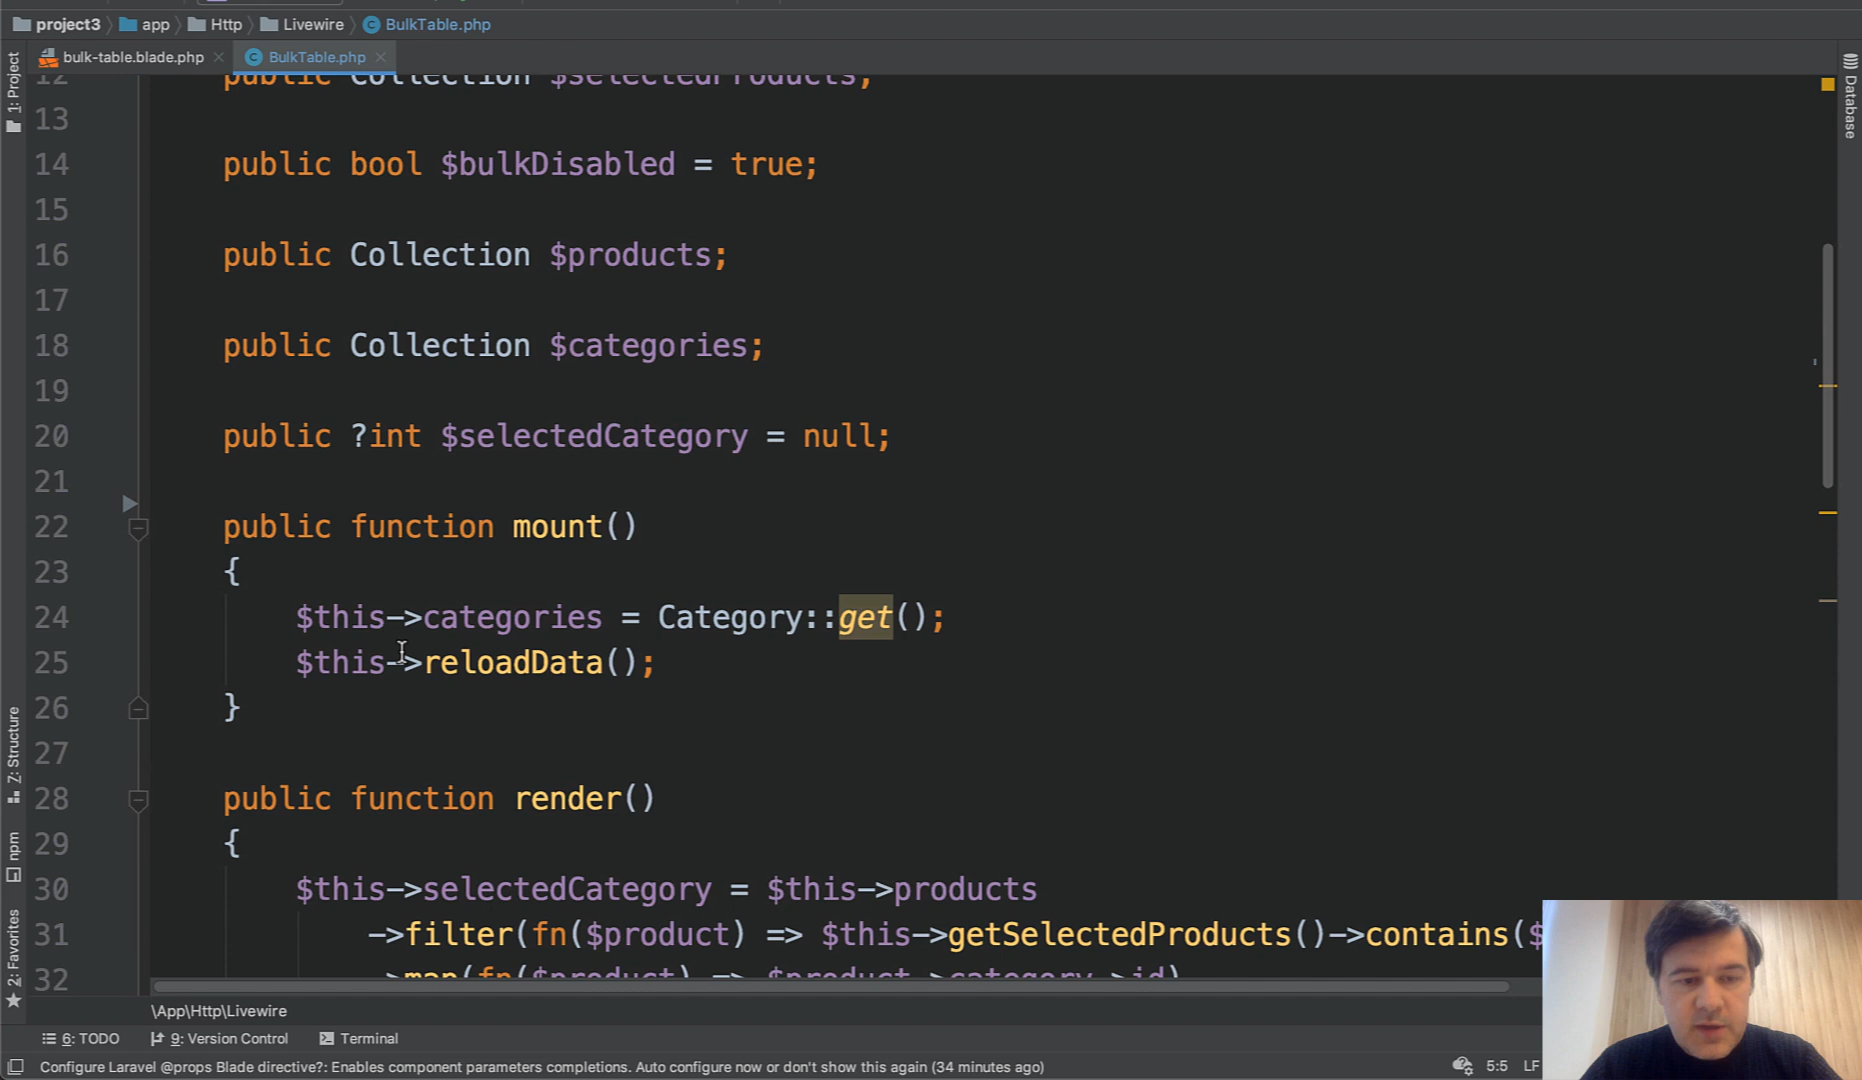 project3 app Http Livewire BulkTable.php
bulk-table.blade.php BulkTable.php
1: Project
Database
12 public Collection $selectedProducts;
13
14 public bool $bulkDisabled = true;
15
16 public Collection $products;
17
18 public Collection $categories;
19
20 public ?int $selectedCategory = null;
21
22 public function mount()
23 {
24 $this->categories = Category::get();
25 $this->reloadData();
26 }
27
28 public function render()
29 {
30 $this->selectedCategory = $this->products
31 ->filter(fn($product) => $this->getSelectedProducts()->contains($
32 ->map(fn($product) => $product->category->id)
7: Structure
npm
2: Favorites
\App\Http\Livewire
6: TODO 9: Version Control Terminal
Configure Laravel @props Blade directive?: Enables component parameters completions. Auto configure now or don't show this again (34 minutes ago) 5:5 LF